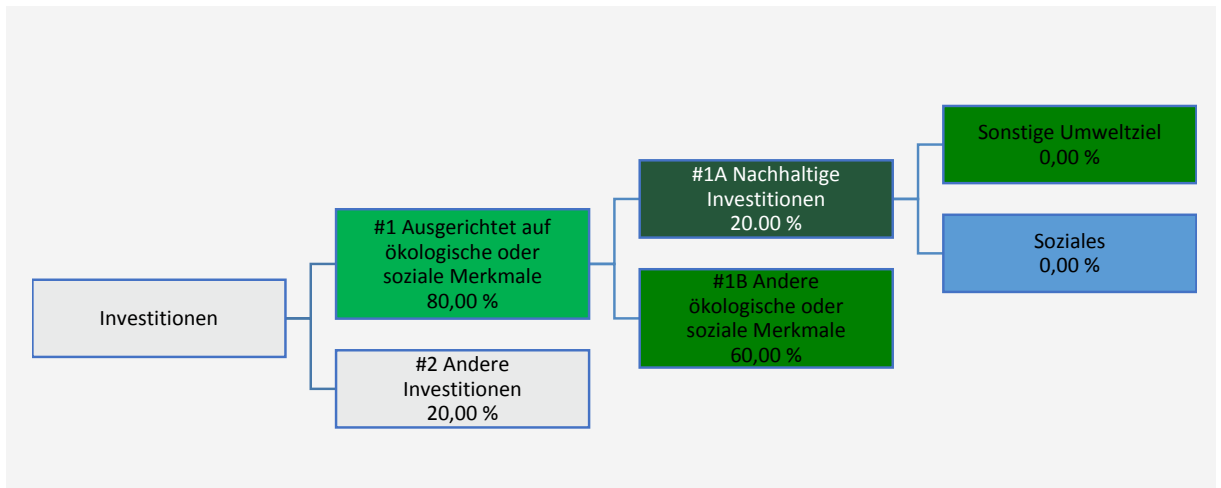 Investitionen
#1 Ausgerichtet auf
ökologische oder
soziale Merkmale
80,00 %
#2 Andere
Investitionen
20,00 %
#1A Nachhaltige
Investitionen
20.00 %
#1B Andere
ökologische oder
soziale Merkmale
60,00 %
Sonstige Umweltziel
0,00 %
Soziales
0,00 %